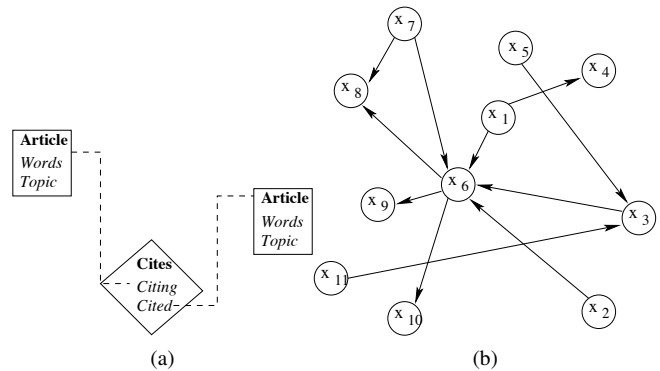 Article
Words
Topic
Article
Words
Topic
Cites
Citing
Cited
(a)
x 7
x 5
x 8
x 4
x 1
x 6
x 9
x 3
x 11
x 10
x 2
(b)